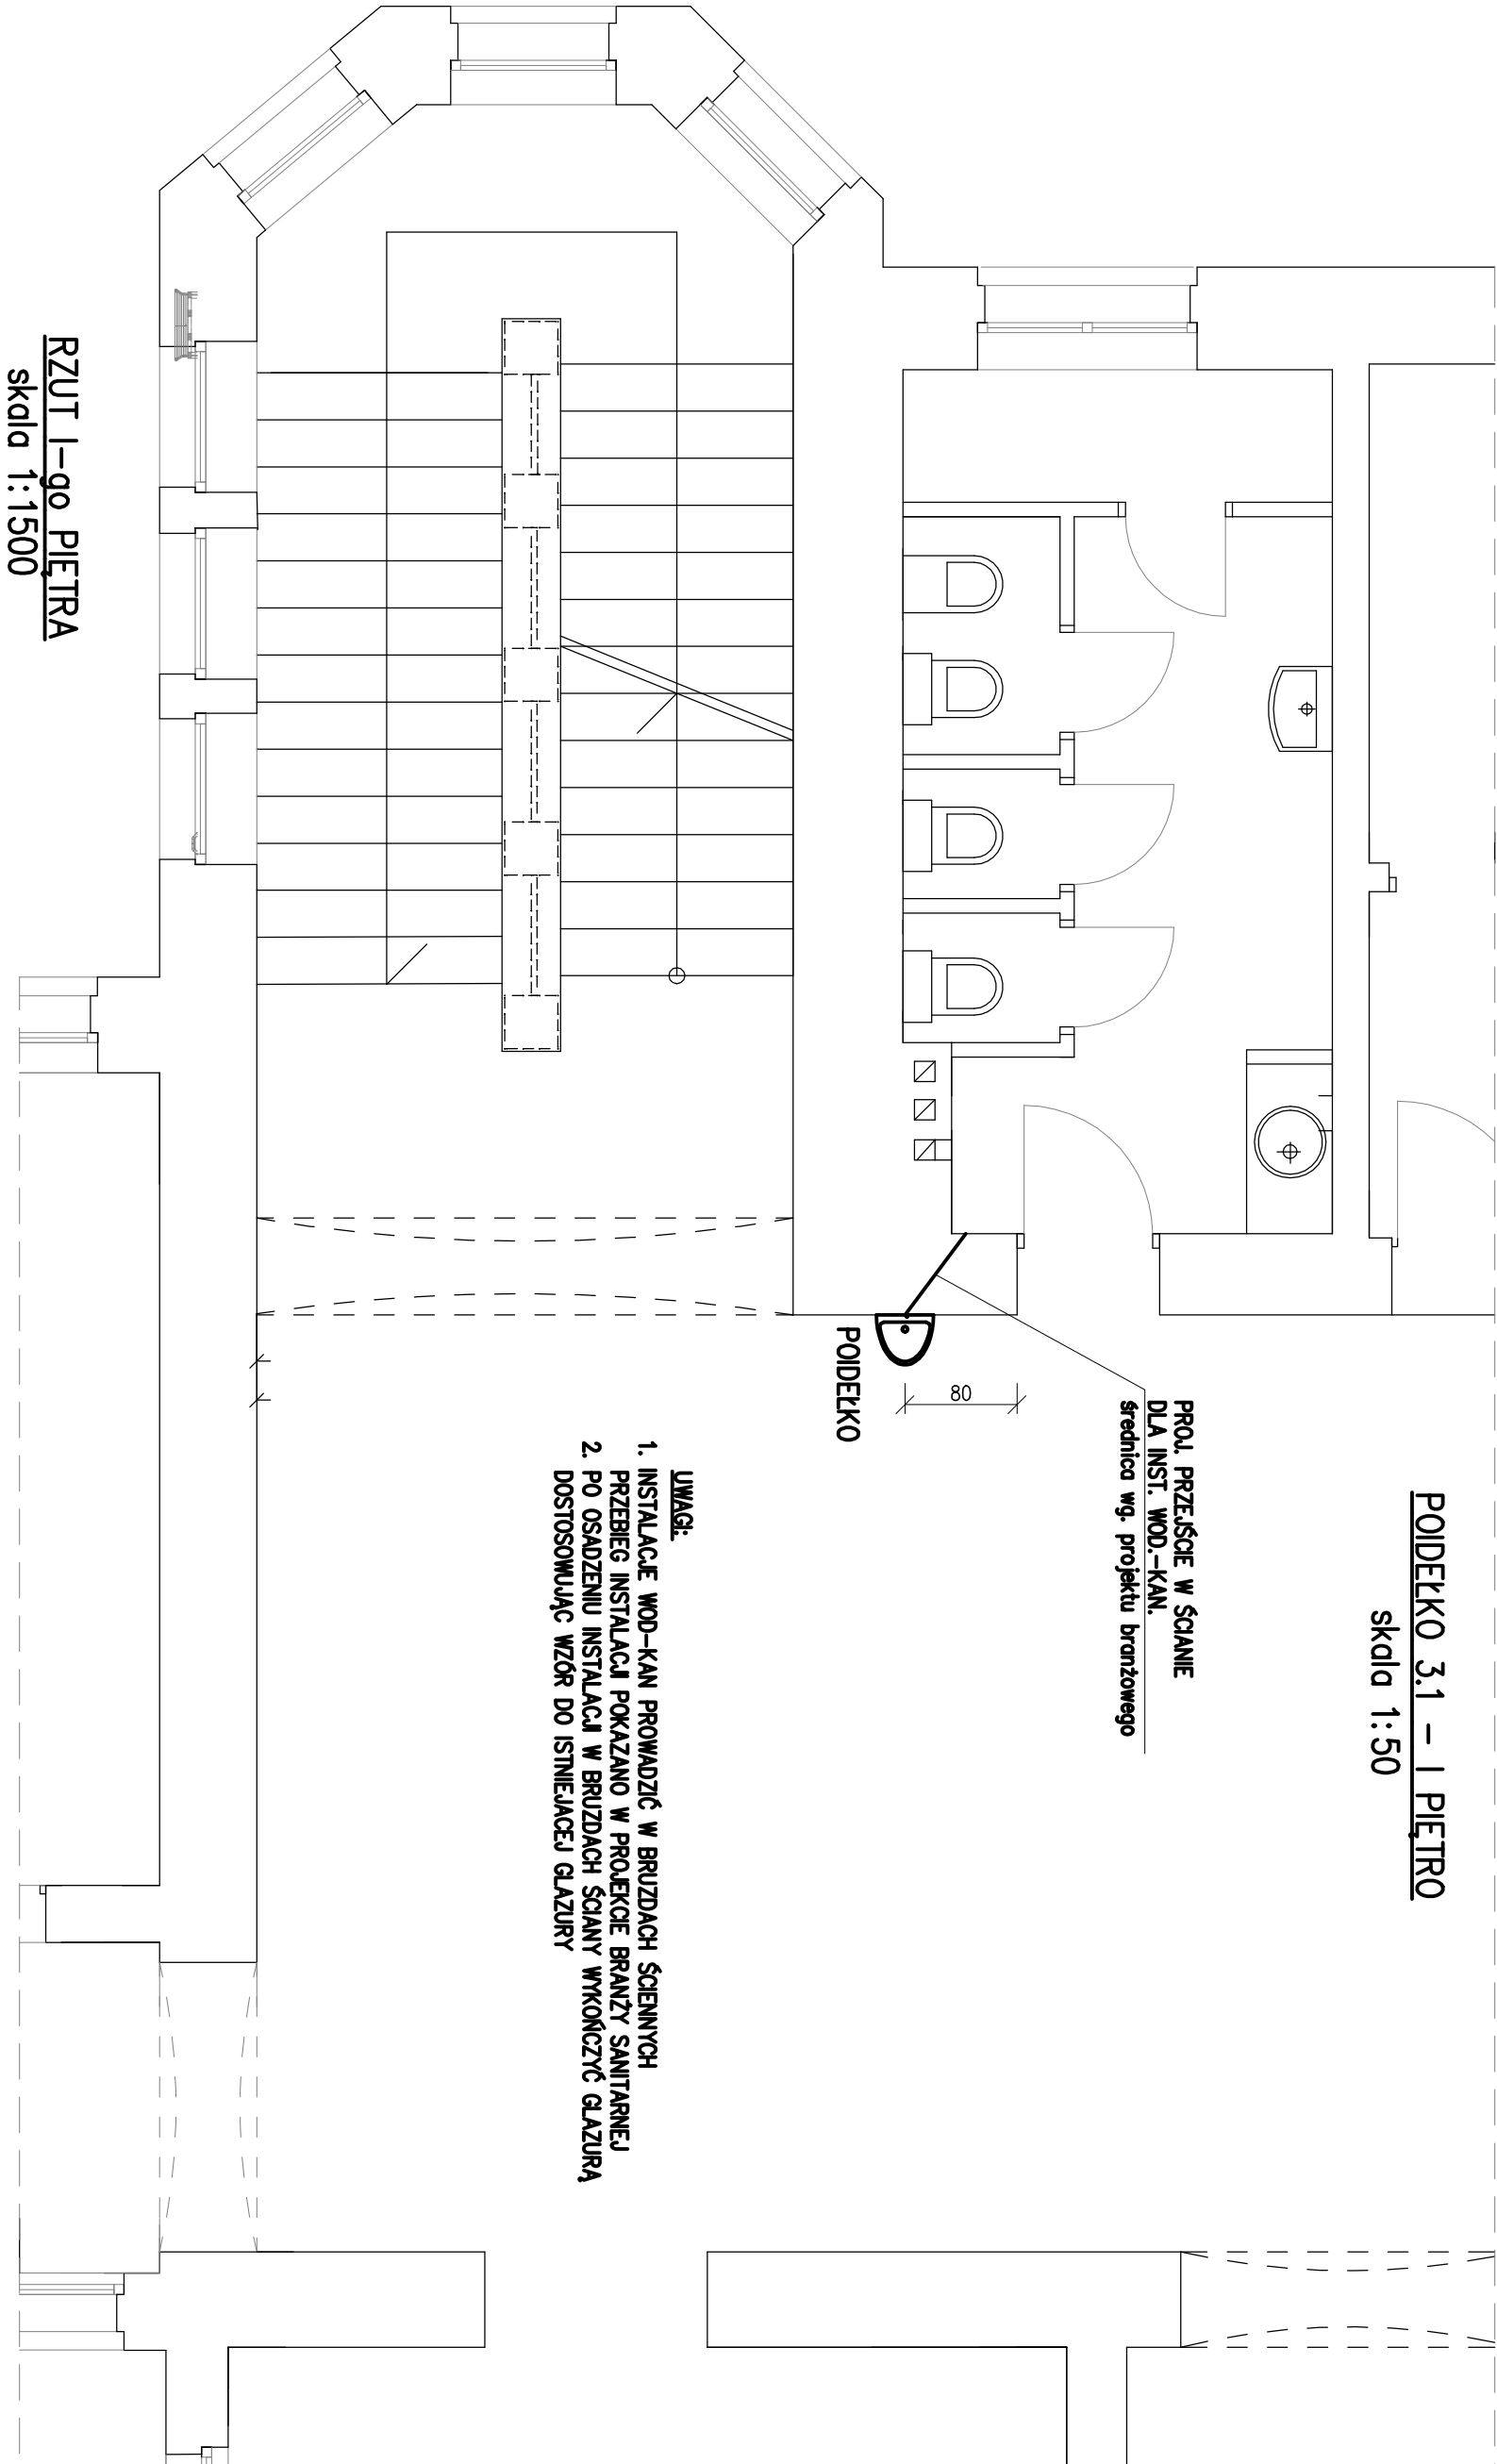 POIDEŁKO 3.1 - I PIĘTRO
skala 1:50
PROJ. PRZEJŚCIE W ŚCIANIE
DLA INST. WOD.-KAN.
średnica wg. projektu branżowego
80
POIDEŁKO
UWAGI:
1. INSTALACJE WOD-KAN PROWADZIĆ W BRUZDACH ŚCIENNYCH
PRZEBIEG INSTALACJI POKAZANO W PROJEKCIE BRANŻY SANITARNEJ
2. PO OSADZENIU INSTALACJI W BRUZDACH ŚCIANY WYKOŃCZYĆ GLAZURĄ
DOSTOSOWUJĄC WZÓR DO ISTNIEJACEJ GLAZURY
RZUT I-go PIĘTRA
skala 1:1500